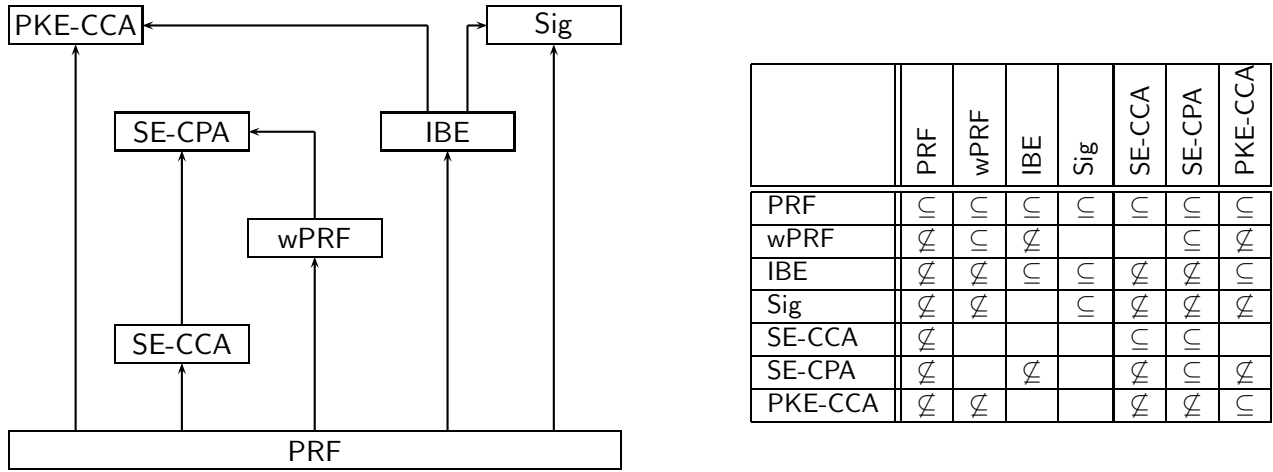 PKE-CCA Sig
SE-CPA IBE
wPRF
SE-CCA
PRF
PRF wPRF IBE Sig SE-CCA SE-CPA PKE-CCA
PRF ⊆ ⊆ ⊆ ⊆ ⊆ ⊆ ⊆
wPRF ⊈ ⊆ ⊈ ⊆ ⊈
IBE ⊈ ⊈ ⊆ ⊆ ⊈ ⊈ ⊆
Sig ⊈ ⊈ ⊆ ⊈ ⊈ ⊈
SE-CCA ⊈ ⊆ ⊆
SE-CPA ⊈ ⊈ ⊈ ⊆ ⊈
PKE-CCA ⊈ ⊈ ⊈ ⊈ ⊆